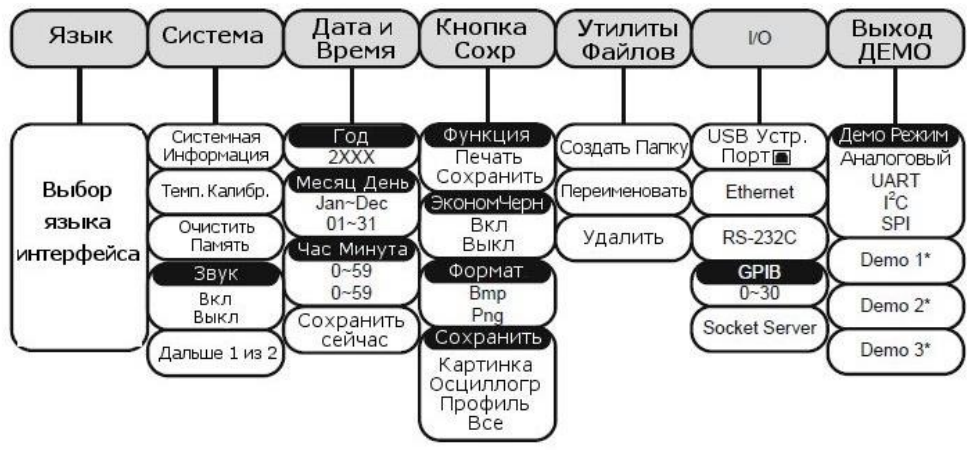 Язык
Выбор
языка
интерфейса
Система
Системная
Информация
Темп. Калибр.
Очистить
Память
Звук
Вкл
Выкл
Дальше 1 из 2
Дата и
Время
Год
2XXX
Месяц День
Jan~Dec
01~31
Час Минута
0~59
0~59
Сохранить
сейчас
Кнопка
Сохр
Функция
Печать
Сохранить
ЭкономЧерн
Вкл
Выкл
Формат
Bmp
Png
Сохранить
Картинка
Осциллогр
Профиль
Все
Утилиты
Файлов
Создать Папку
Переименовать
Удалить
I/O
USB Устр.
Порт
Ethernet
RS-232C
GPIB
0~30
Socket Server
Выход
ДЕМО
Демо Режим
Аналоговый
UART
I²C
SPI
Demo 1*
Demo 2*
Demo 3*